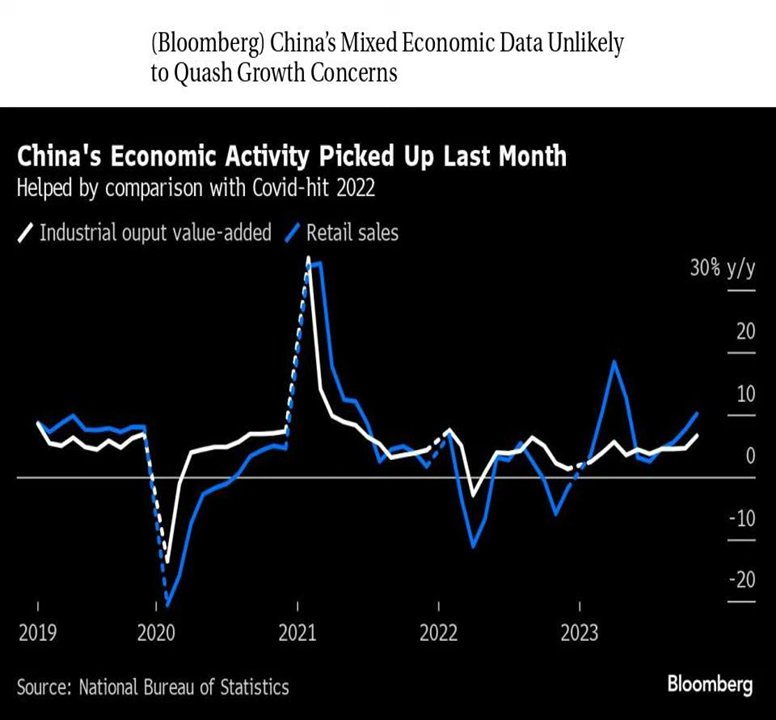 (Bloomberg) China’s Mixed Economic Data Unlikely
to Quash Growth Concerns
China's Economic Activity Picked Up Last Month
Helped by comparison with Covid-hit 2022
Industrial ouput value-added Retail sales
30% y/y
20
10
0
-10
-20
2019 2020 2021 2022 2023
Source: National Bureau of Statistics
Bloomberg